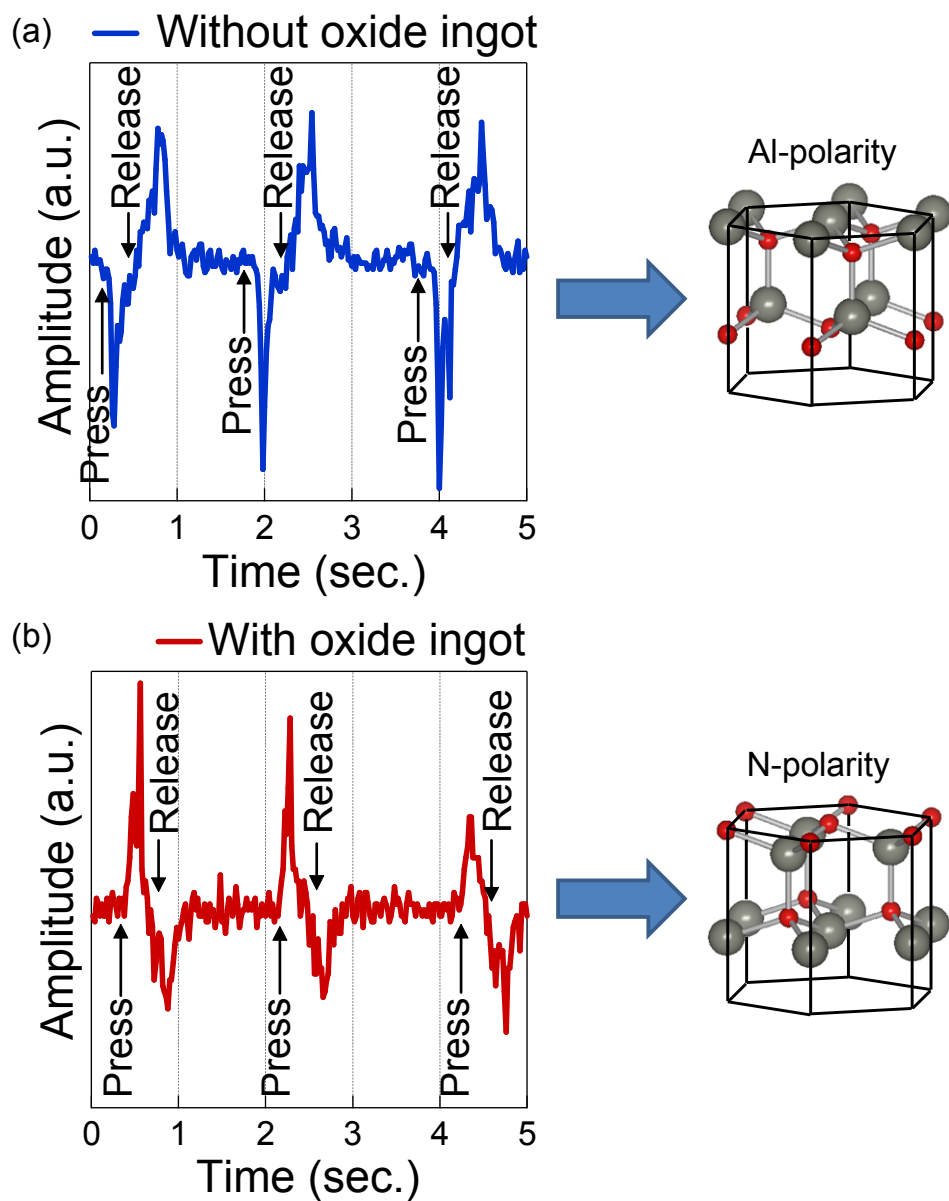 (a) Without oxide ingot
Amplitude (a.u.)
Press
Release
Press
Release
Press
Release
0 1 2 3 4 5
Time (sec.)
Al-polarity
(b) With oxide ingot
Amplitude (a.u.)
Press
Release
Press
Release
Press
Release
0 1 2 3 4 5
Time (sec.)
N-polarity